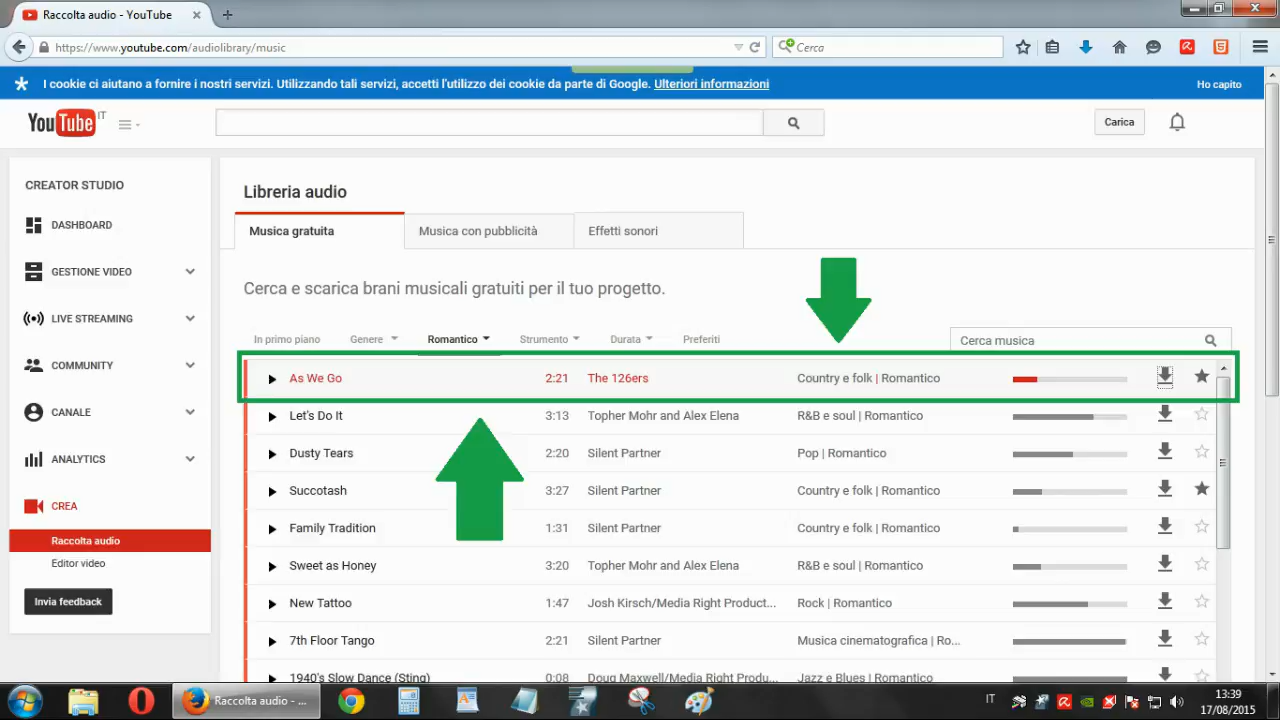 Raccolta audio - YouTube
https://www.youtube.com/audiolibrary/music
Cerca
I cookie ci aiutano a fornire i nostri servizi. Utilizzando tali servizi, accetti l'utilizzo dei cookie da parte di Google. Ulteriori informazioni
Ho capito
YouTube IT
Carica
CREATOR STUDIO
DASHBOARD
GESTIONE VIDEO
LIVE STREAMING
COMMUNITY
CANALE
ANALYTICS
CREA
Raccolta audio
Editor video
Invia feedback
Libreria audio
Musica gratuita Musica con pubblicità Effetti sonori
Cerca e scarica brani musicali gratuiti per il tuo progetto.
In primo piano Genere Romantico Strumento Durata Preferiti Cerca musica
As We Go 2:21 The 126ers Country e folk | Romantico
Let's Do It 3:13 Topher Mohr and Alex Elena R&B e soul | Romantico
Dusty Tears 2:20 Silent Partner Pop | Romantico
Succotash 3:27 Silent Partner Country e folk | Romantico
Family Tradition 1:31 Silent Partner Country e folk | Romantico
Sweet as Honey 3:20 Topher Mohr and Alex Elena R&B e soul | Romantico
New Tattoo 1:47 Josh Kirsch/Media Right Product... Rock | Romantico
7th Floor Tango 2:21 Silent Partner Musica cinematografica | Ro...
1940's Slow Dance (Sting) 0:08 Doug Maxwell/Media Right Produ... Jazz e Blues | Romantico
Raccolta audio - ...
IT
13:39
17/08/2015